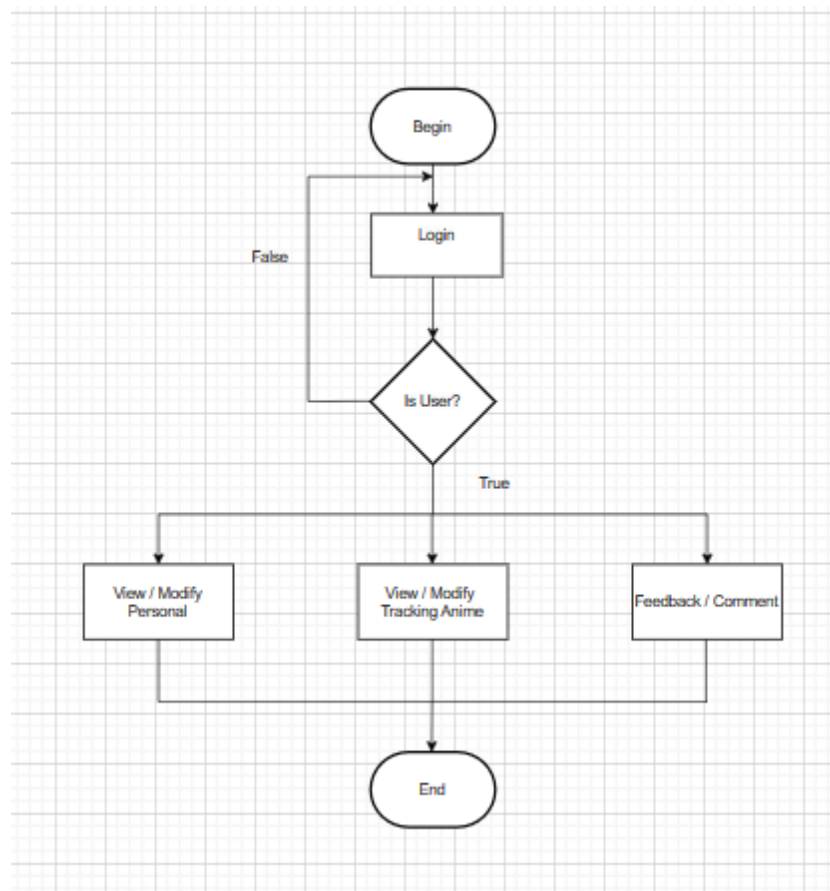 Begin
Login
False
Is User?
True
View / Modify
Personal
View / Modify
Tracking Anime
Feedback / Comment
End